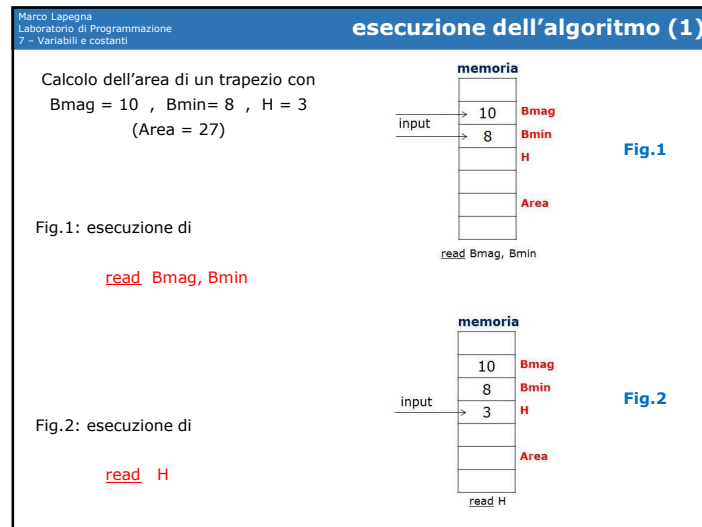 Marco Lapegna
Laboratorio di Programmazione
7 – Variabili e costanti
esecuzione dell'algoritmo (1)
Calcolo dell'area di un trapezio con
Bmag = 10 , Bmin= 8 , H = 3
(Area = 27)
memoria
input
10 Bmag
8 Bmin
H
Area
Fig.1
read Bmag, Bmin
Fig.1: esecuzione di
read Bmag, Bmin
memoria
10 Bmag
8 Bmin
input
3 H
Area
Fig.2
read H
Fig.2: esecuzione di
read H